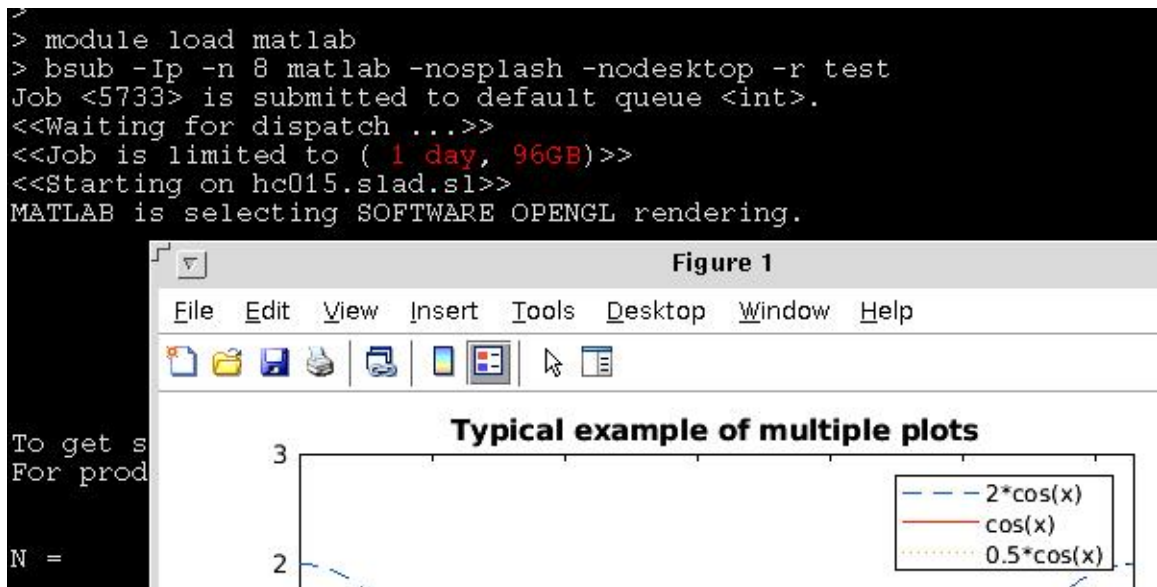 >
> module load matlab
> bsub -Ip -n 8 matlab -nosplash -nodesktop -r test
Job <5733> is submitted to default queue <int>.
<<Waiting for dispatch ...>>
<<Job is limited to ( 1 day, 96GB)>>
<<Starting on hc015.slad.sl>>
MATLAB is selecting SOFTWARE OPENGL rendering.
Figure 1
File Edit View Insert Tools Desktop Window Help
Typical example of multiple plots
To get s
3
For prod
2*cos(x)
cos(x)
0.5*cos(x)
N =
2